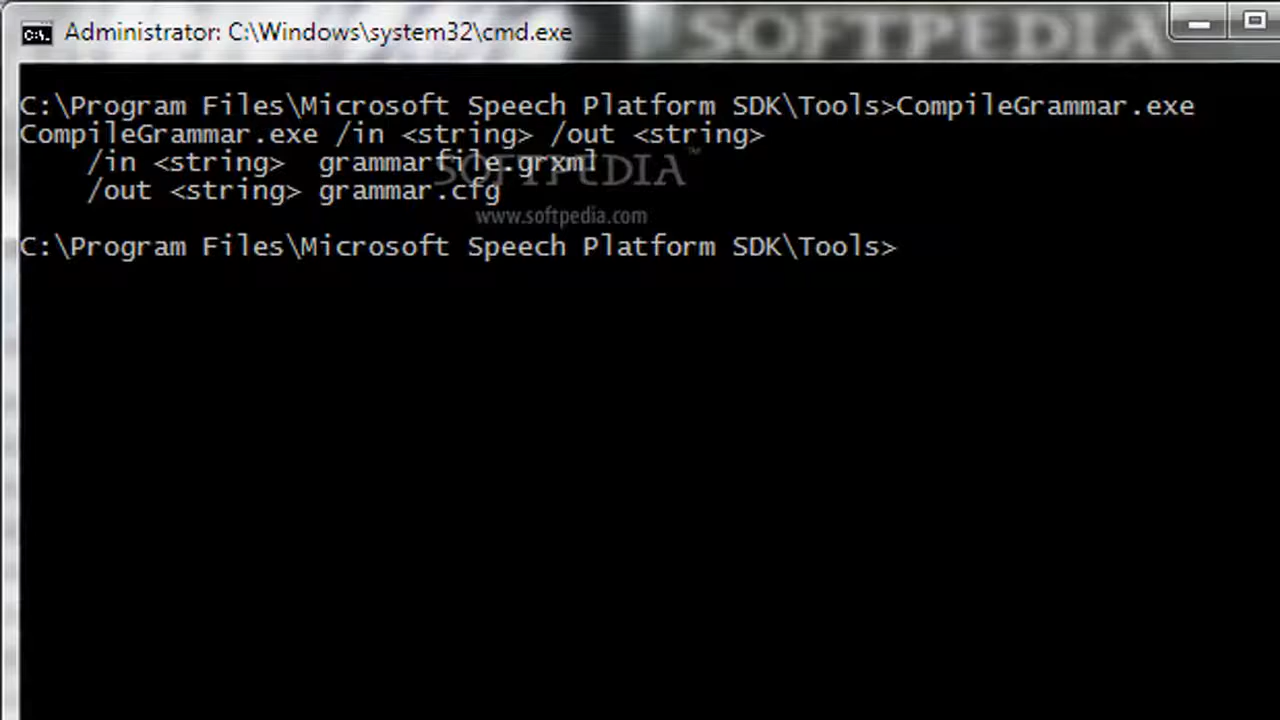 SOFTPEDIA
Administrator: C:\Windows\system32\cmd.exe
C:\Program Files\Microsoft Speech Platform SDK\Tools>CompileGrammar.exe
CompileGrammar.exe /in <string> /out <string>
/in <string> grammarfile.grxml
/out <string> grammar.cfg
SOFTPEDIA™
www.softpedia.com
C:\Program Files\Microsoft Speech Platform SDK\Tools>